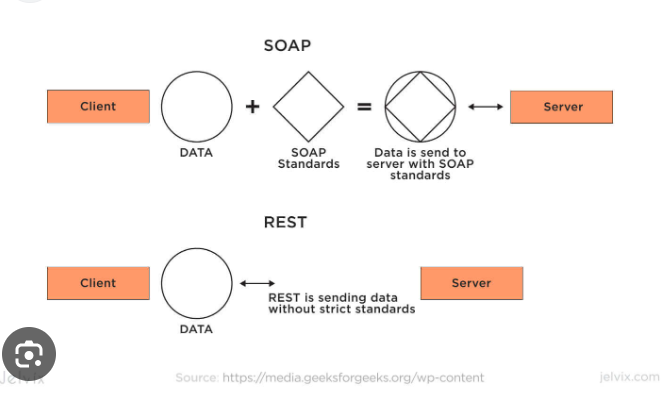 SOAP
Client
+
=
Server
DATA
SOAP
Standards
Data is send to
server with SOAP
standards
REST
Client
Server
REST is sending data
without strict standards
DATA
Jelvix
Source: https://media.geeksforgeeks.org/wp-content
jelvix.com